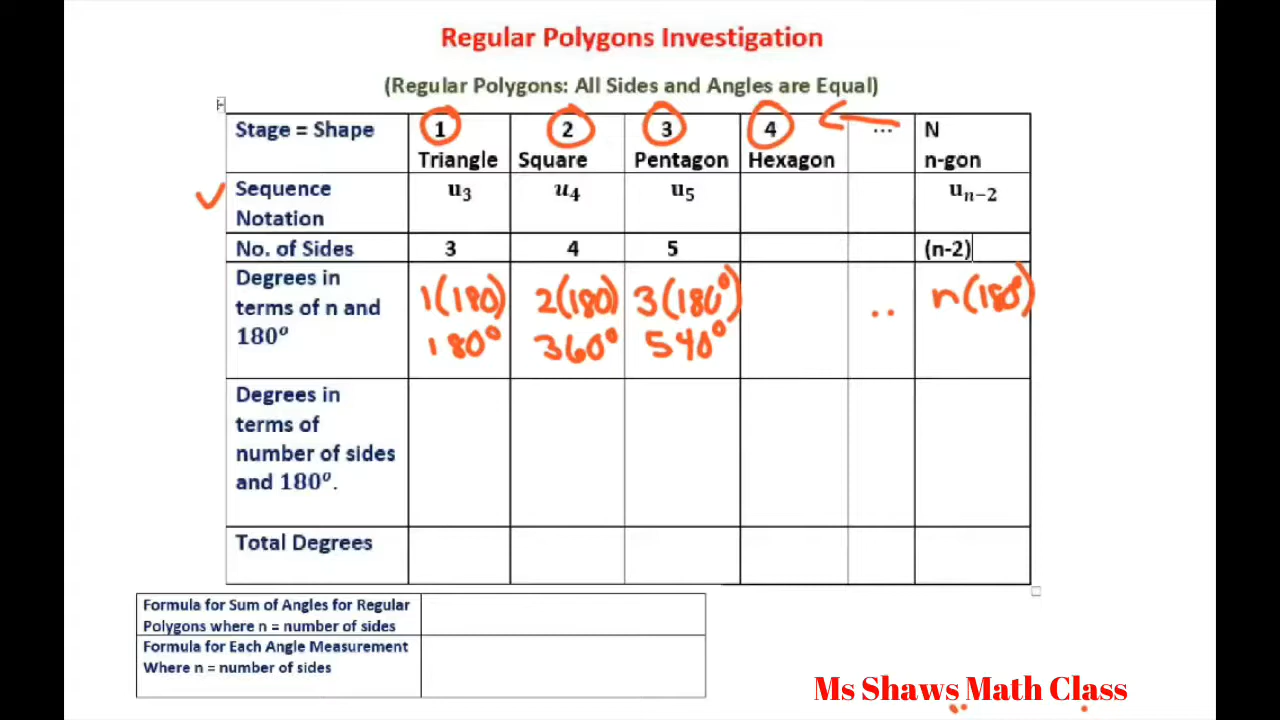 Regular Polygons Investigation
(Regular Polygons: All Sides and Angles are Equal)
Stage = Shape 1 2 3 4 ... N
Triangle Square Pentagon Hexagon n-gon
Sequence u₃ u₄ u₅ uₙ₋₂
Notation
No. of Sides 3 4 5 (n-2)
Degrees in
terms of n and 1(180) 2(180) 3(180°) .. n(180°)
180° 180° 360° 540°
Degrees in
terms of
number of sides
and 180°.
Total Degrees
Formula for Sum of Angles for Regular
Polygons where n = number of sides
Formula for Each Angle Measurement
Where n = number of sides
Ms Shaws Math Class